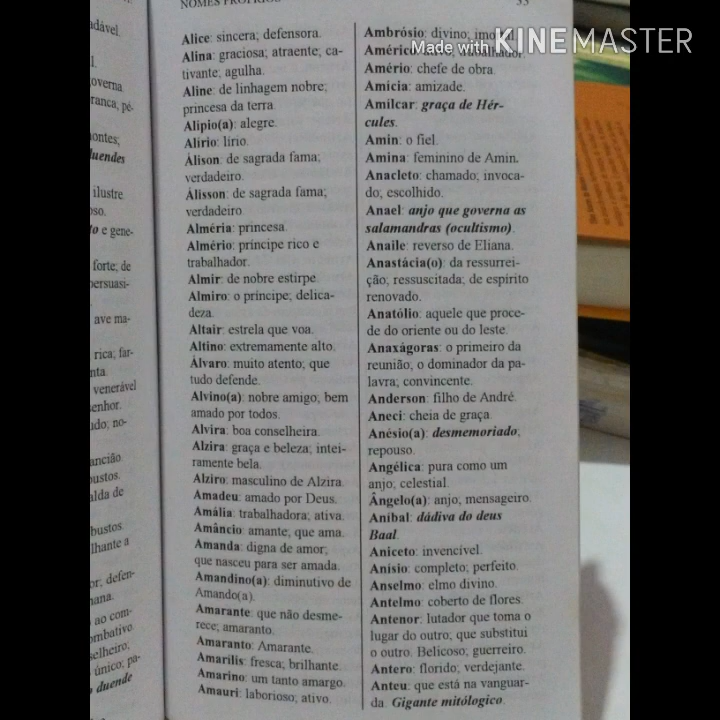 NOMES PRÓPRIOS
33
Alice: sincera; defensora.
Alina: graciosa; atraente; ca-
tivante; agulha.
Aline: de linhagem nobre;
princesa da terra.
Alipio(a): alegre.
Alírio: lírio.
Álison: de sagrada fama;
verdadeiro.
Álisson: de sagrada fama;
verdadeiro
Alméria: princesa.
Almério: príncipe rico e
trabalhador.
Almir: de nobre estirpe.
Almiro: o príncipe; delica-
deza.
Altair: estrela que voa.
Altino: extremamente alto.
Álvaro: muito atento; que
tudo defende.
Alvino(a): nobre amigo; bem
amado por todos.
Alvira: boa conselheira.
Alzira: graça e beleza; intei-
ramente bela.
Alziro: masculino de Alzira.
Amadeu: amado por Deus.
Amália: trabalhadora; ativa.
Amâncio: amante; que ama.
Amanda: digna de amor;
que nasceu para ser amada.
Amandino(a): diminutivo de
Amando(a).
Amarante: que não desme-
rece; amaranto.
Amaranto: Amarante.
Amarilis: fresca; brilhante.
Amarino: um tanto amargo.
Amauri: laborioso; ativo.
Ambrósio: divino;
Américo: ativo; trabalhador.
Amério: chefe de obra.
Amícia: amizade.
Amílcar: graça de Hér-
cules.
Amin: o fiel.
Amina: feminino de Amin.
Anacleto: chamado; invoca-
do; escolhido.
Anael: anjo que governa as
salamandras (ocultismo).
Anaile: reverso de Eliana.
Anastácia(o): da ressurrei-
ção; ressuscitada; de espírito
renovado.
Anatólio: aquele que proce-
de do oriente ou do leste.
Anaxágoras: o primeiro da
reunião, o dominador da pa-
lavra; convincente.
Anderson: filho de André.
Aneci: cheia de graça.
Anésio(a): desmemoriado;
repouso.
Angélica: pura como um
anjo; celestial.
Ângelo(a): anjo; mensageiro.
Aníbal: dádiva do deus
Baal.
Aniceto: invencível.
Anísio: completo; perfeito.
Anselmo: elmo divino.
Antelmo: coberto de flores.
Antenor: lutador que toma o
lugar do outro; que substitui
o outro. Belicoso; guerreiro.
Antero: florido; verdejante.
Anteu: que está na vanguar-
da. Gigante mitólogico.
Made with KINEMASTER